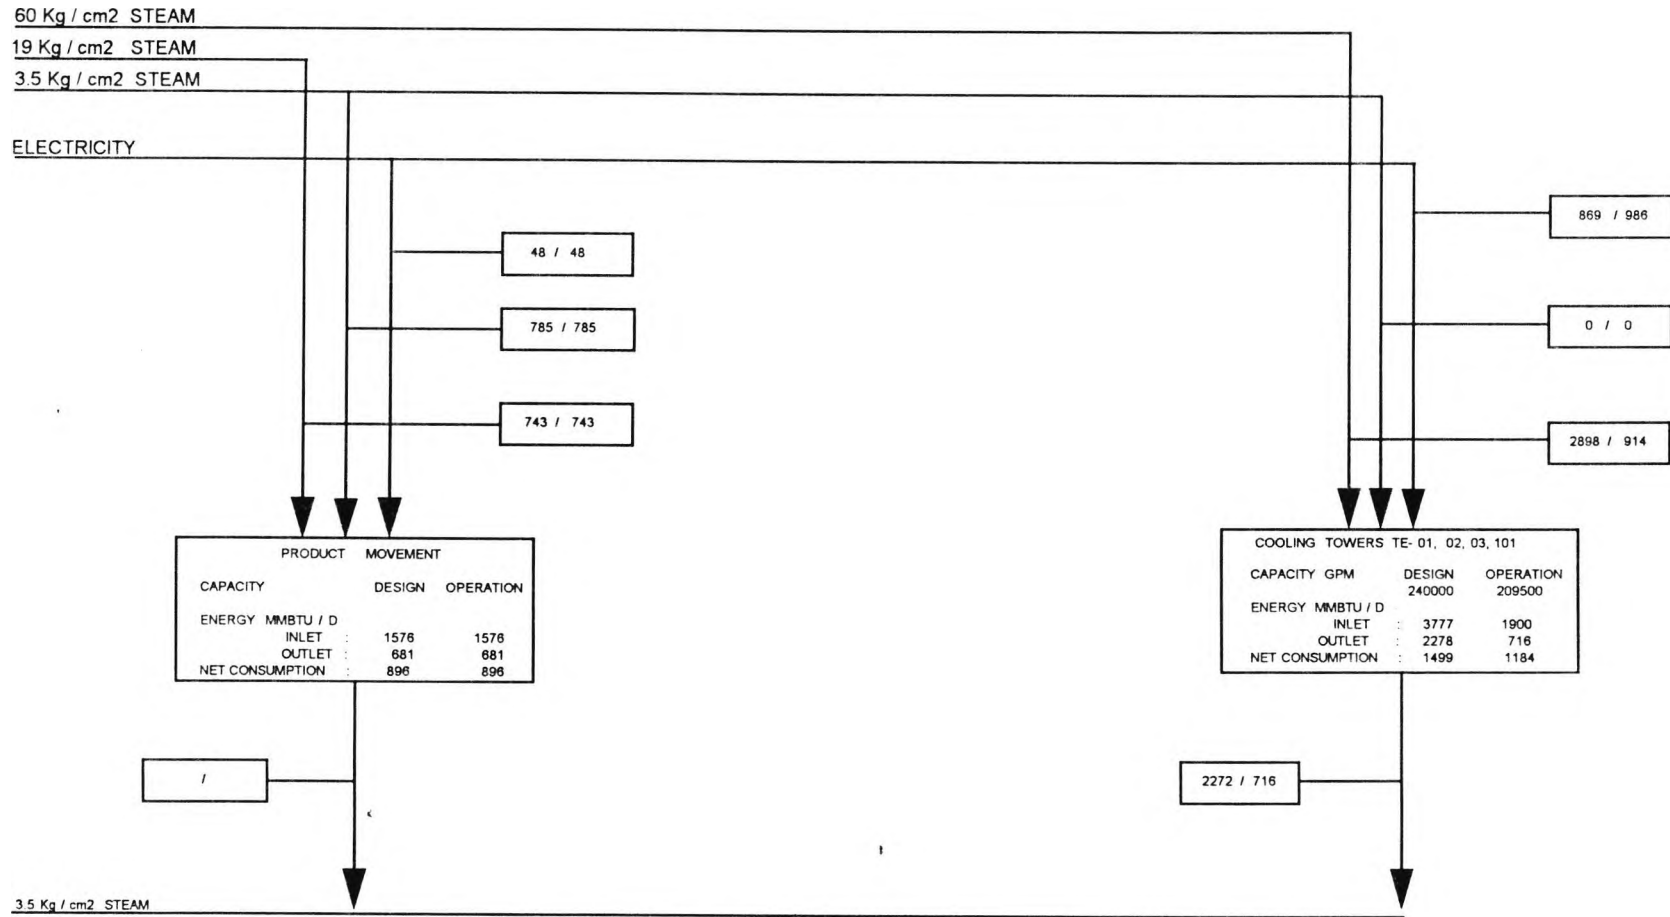 60 Kg / cm2 STEAM
19 Kg / cm2 STEAM
3.5 Kg / cm2 STEAM
ELECTRICITY
869 / 986
48 / 48
785 / 785
0 / 0
743 / 743
2898 / 914
PRODUCT MOVEMENT
CAPACITY DESIGN OPERATION
ENERGY MMBTU / D
INLET : 1576 1576
OUTLET : 681 681
NET CONSUMPTION : 896 896
COOLING TOWERS TE- 01, 02, 03, 101
CAPACITY GPM DESIGN OPERATION
240000 209500
ENERGY MMBTU / D
INLET : 3777 1900
OUTLET : 2278 716
NET CONSUMPTION : 1499 1184
/
2272 / 716
3.5 Kg / cm2 STEAM